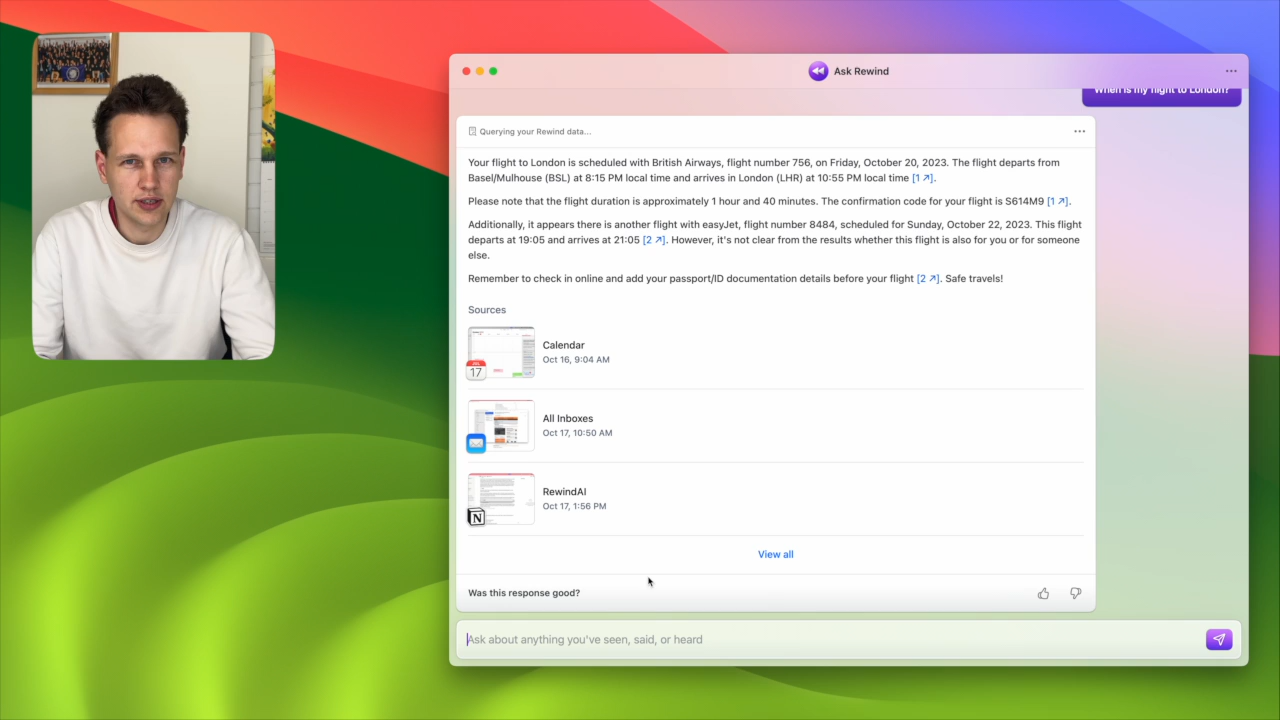 Ask Rewind
When is my flight to London?
Querying your Rewind data...
Your flight to London is scheduled with British Airways, flight number 756, on Friday, October 20, 2023. The flight departs from
Basel/Mulhouse (BSL) at 8:15 PM local time and arrives in London (LHR) at 10:55 PM local time [1 ↗].
Please note that the flight duration is approximately 1 hour and 40 minutes. The confirmation code for your flight is S614M9 [1 ↗].
Additionally, it appears there is another flight with easyJet, flight number 8484, scheduled for Sunday, October 22, 2023. This flight
departs at 19:05 and arrives at 21:05 [2 ↗]. However, it's not clear from the results whether this flight is also for you or for someone
else.
Remember to check in online and add your passport/ID documentation details before your flight [2 ↗]. Safe travels!
Sources
Calendar
Oct 16, 9:04 AM
JUL
17
All Inboxes
Oct 17, 10:50 AM
RewindAI
Oct 17, 1:56 PM
N
View all
Was this response good?
Ask about anything you've seen, said, or heard